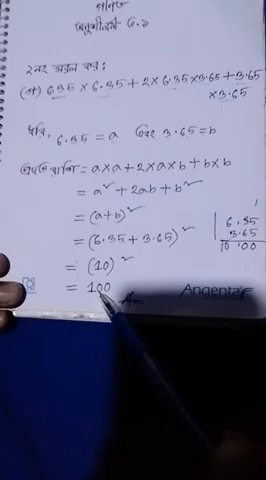 গণিত
অনুশীলনী ৩.১
২নং সরল কর:
6.35 × 6.35 + 2 × 6.35 × 3.65 + 3.65
× 3.65
ধরি, 6.35 = a এবং 3.65 = b
প্রদত্ত রাশি = a × a + 2 × a × b + b × b
= a² + 2ab + b²
= (a + b)²
= (6.35 + 3.65)²
= (10)²
= 100
1
6.35
3.65
10.00